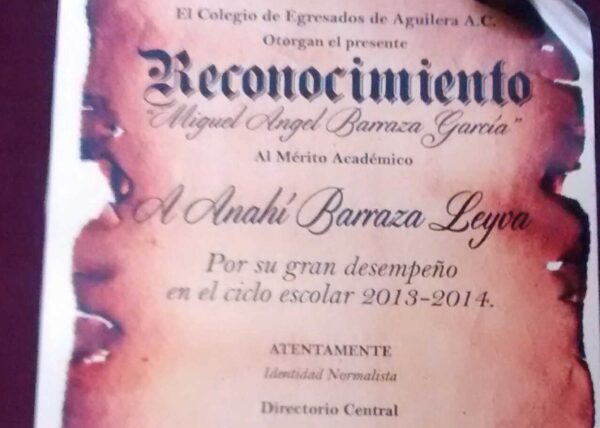 El Colegio de Egresados de Aguilera A.C.
Otorgan el presente
Reconocimiento
"Miguel Angel Barraza García"
Al Mérito Académico
A Anahí Barraza Leyva
Por su gran desempeño
en el ciclo escolar 2013-2014.
ATENTAMENTE
Identidad Normalista
Directorio Central